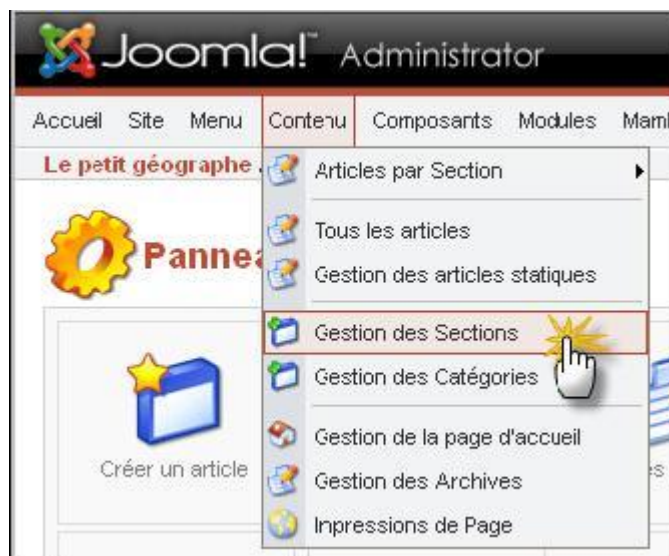 Joomla!™ Administrator
Accueil Site Menu Contenu Composants Modules
Le petit géographe
Articles par Section
Tous les articles
Gestion des articles statiques
Gestion des Sections
Gestion des Catégories
Gestion de la page d'accueil
Gestion des Archives
Inpressions de Page
Créer un article